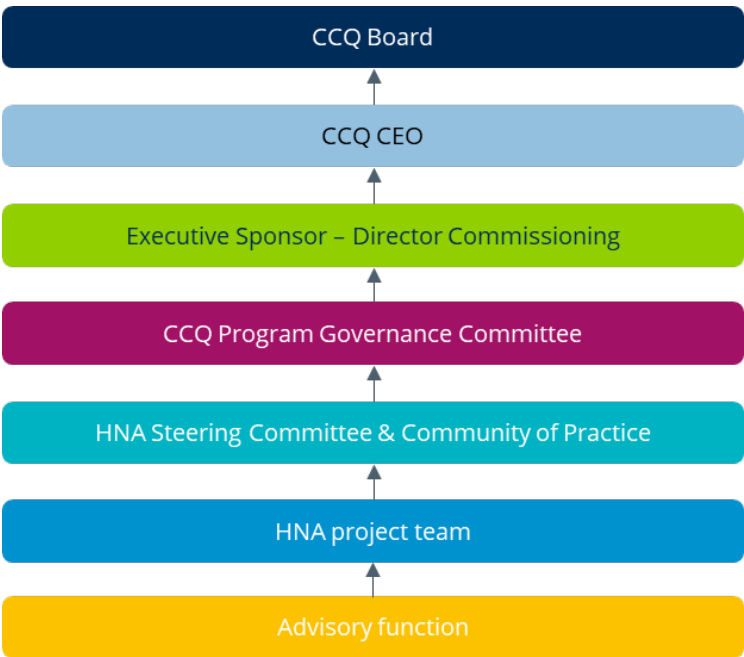 CCQ Board
CCQ CEO
Executive Sponsor – Director Commissioning
CCQ Program Governance Committee
HNA Steering Committee & Community of Practice
HNA project team
Advisory function